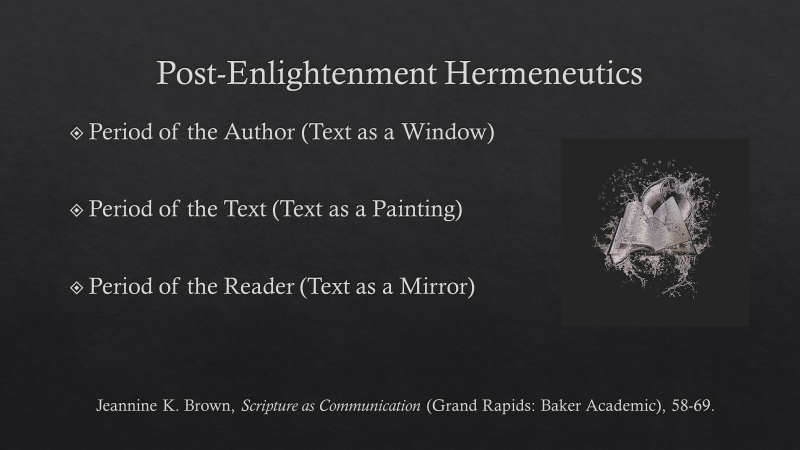 Post-Enlightenment Hermeneutics
Period of the Author (Text as a Window)
Period of the Text (Text as a Painting)
Period of the Reader (Text as a Mirror)
Jeannine K. Brown, Scripture as Communication (Grand Rapids: Baker Academic), 58-69.